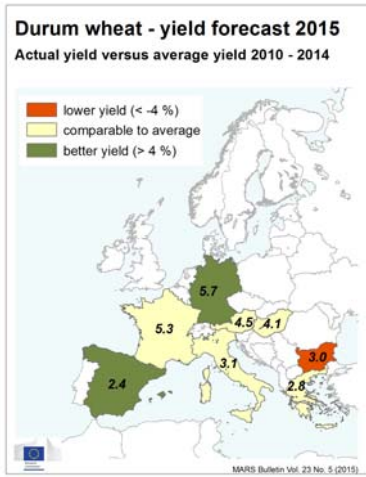 Durum wheat - yield forecast 2015
Actual yield versus average yield 2010 - 2014
lower yield (< -4 %)
comparable to average
better yield (> 4 %)
5.7
5.3
4.5
4.1
3.1
3.0
2.8
2.4
MARS Bulletin Vol. 23 No. 5 (2015)